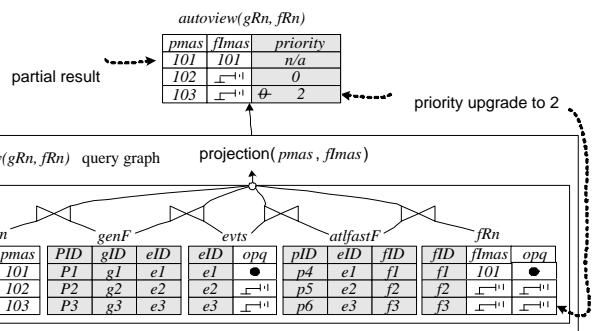 autoview(gRn, fRn)
pmas flmas priority
101 101 n/a
partial result
102 0
103 0 2
priority upgrade to 2
(gRn, fRn) query graph projection(pmas, flmas)
n genF evts atlfastF fRn
pmas PID gID eID eID opq pID eID fID fID flmas opq
101 P1 g1 e1 e1 p4 e1 f1 f1 101
102 P2 g2 e2 e2 p5 e2 f2 f2
103 P3 g3 e3 e3 p6 e3 f3 f3